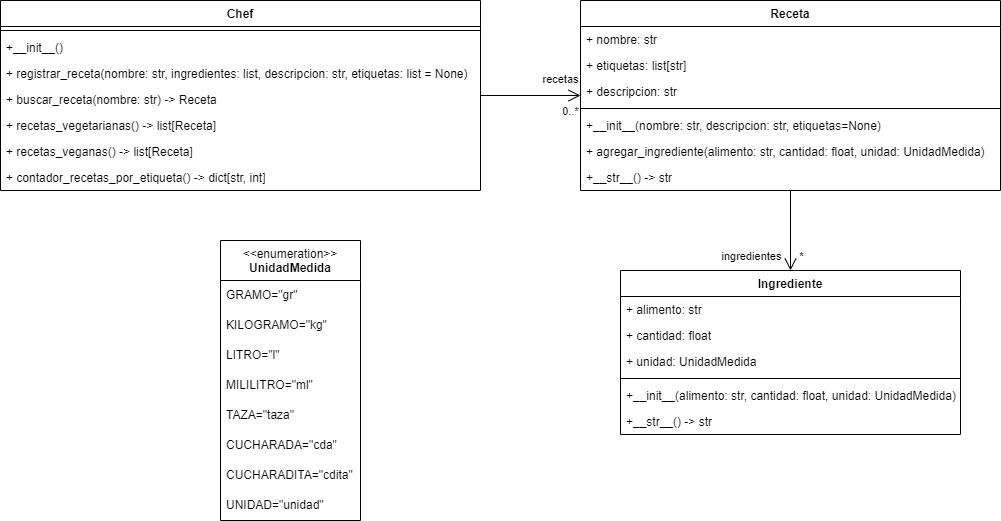 Chef
+__init__()
+ registrar_receta(nombre: str, ingredientes: list, descripcion: str, etiquetas: list = None)
+ buscar_receta(nombre: str) -> Receta
+ recetas_vegetarianas() -> list[Receta]
+ recetas_veganas() -> list[Receta]
+ contador_recetas_por_etiqueta() -> dict[str, int]
recetas
0..*
Receta
+ nombre: str
+ etiquetas: list[str]
+ descripcion: str
+__init__(nombre: str, descripcion: str, etiquetas=None)
+ agregar_ingrediente(alimento: str, cantidad: float, unidad: UnidadMedida)
+__str__() -> str
ingredientes
*
<<enumeration>>
UnidadMedida
GRAMO="gr"
KILOGRAMO="kg"
LITRO="l"
MILILITRO="ml"
TAZA="taza"
CUCHARADA="cda"
CUCHARADITA="cdita"
UNIDAD="unidad"
Ingrediente
+ alimento: str
+ cantidad: float
+ unidad: UnidadMedida
+__init__(alimento: str, cantidad: float, unidad: UnidadMedida)
+__str__() -> str